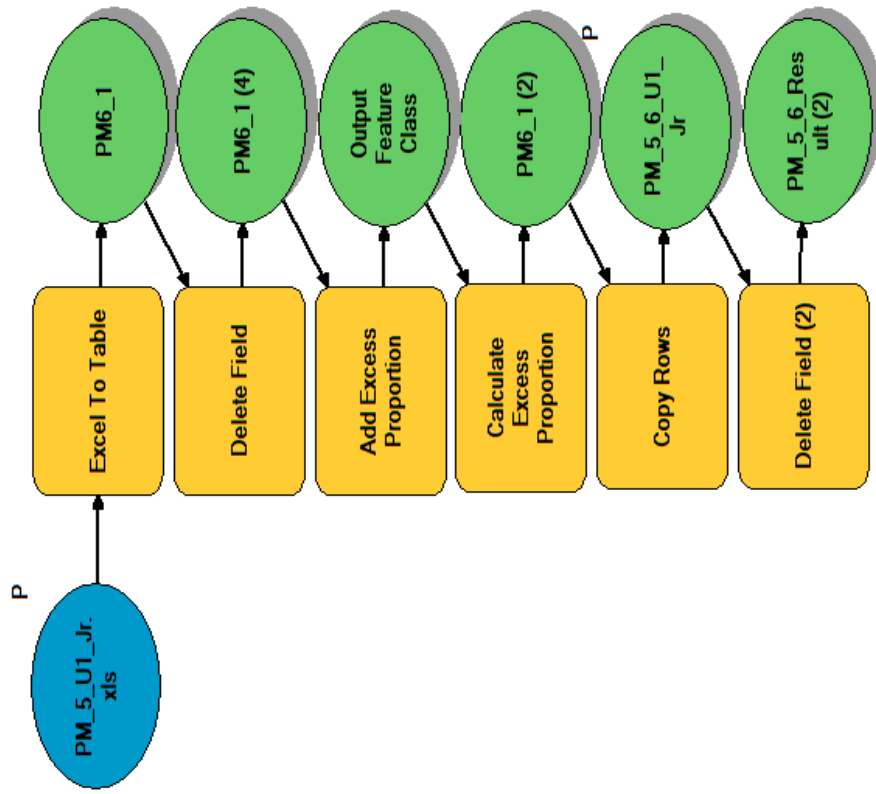 P
PM_5_U1_Jr.
xls
Excel To Table
PM6_1
Delete Field
PM6_1 (4)
Add Excess
Proportion
Output
Feature
Class
Calculate
Excess
Proportion
PM6_1 (2)
Copy Rows
P
PM_5_6_U1_
Jr
Delete Field (2)
PM_5_6_Res
ult (2)